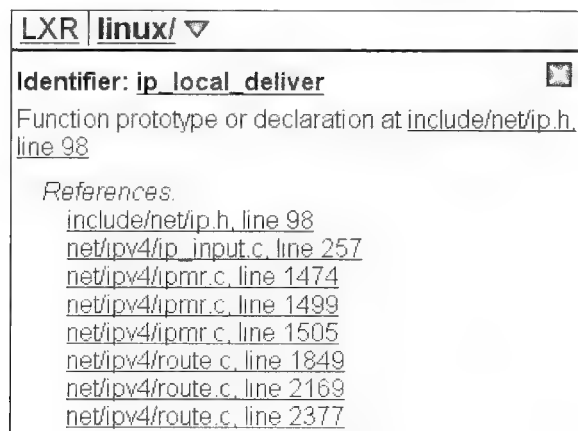 LXR linux/ ▽
Identifier: ip_local_deliver
Function prototype or declaration at include/net/ip.h,
line 98
References.
include/net/ip.h, line 98
net/ipv4/ip_input.c, line 257
net/ipv4/ipmr.c, line 1474
net/ipv4/ipmr.c, line 1499
net/ipv4/ipmr.c, line 1505
net/ipv4/route.c, line 1849
net/ipv4/route.c, line 2169
net/ipv4/route.c, line 2377